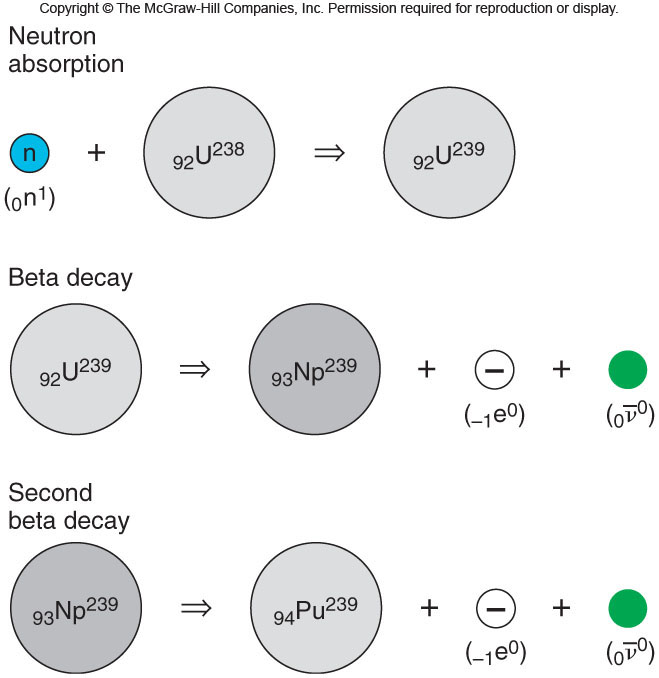 Copyright © The McGraw-Hill Companies, Inc. Permission required for reproduction or display.
Neutron
absorption
n + ₉₂U²³⁸ ⇒ ₉₂U²³⁹
(₀n¹)
Beta decay
₉₂U²³⁹ ⇒ ₉₃Np²³⁹ + − +
(₋₁e⁰) (₀ν̅⁰)
Second
beta decay
₉₃Np²³⁹ ⇒ ₉₄Pu²³⁹ + − +
(₋₁e⁰) (₀ν̅⁰)